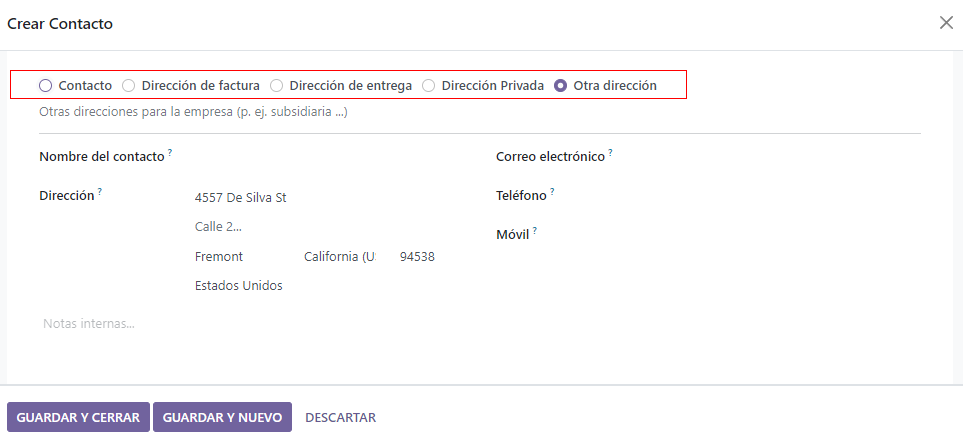 Crear Contacto
Contacto Dirección de factura Dirección de entrega Dirección Privada Otra dirección
Otras direcciones para la empresa (p. ej. subsidiaria ...)
Nombre del contacto ? Correo electrónico ?
Dirección ? 4557 De Silva St Teléfono ?
Calle 2...
Móvil ?
Fremont California (US 94538
Estados Unidos
Notas internas...
GUARDAR Y CERRAR GUARDAR Y NUEVO DESCARTAR